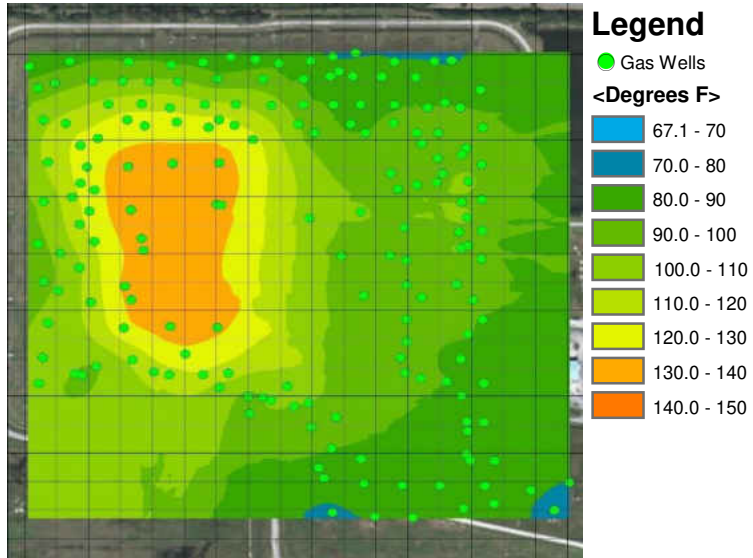 Legend
Gas Wells
<Degrees F>
67.1 - 70
70.0 - 80
80.0 - 90
90.0 - 100
100.0 - 110
110.0 - 120
120.0 - 130
130.0 - 140
140.0 - 150